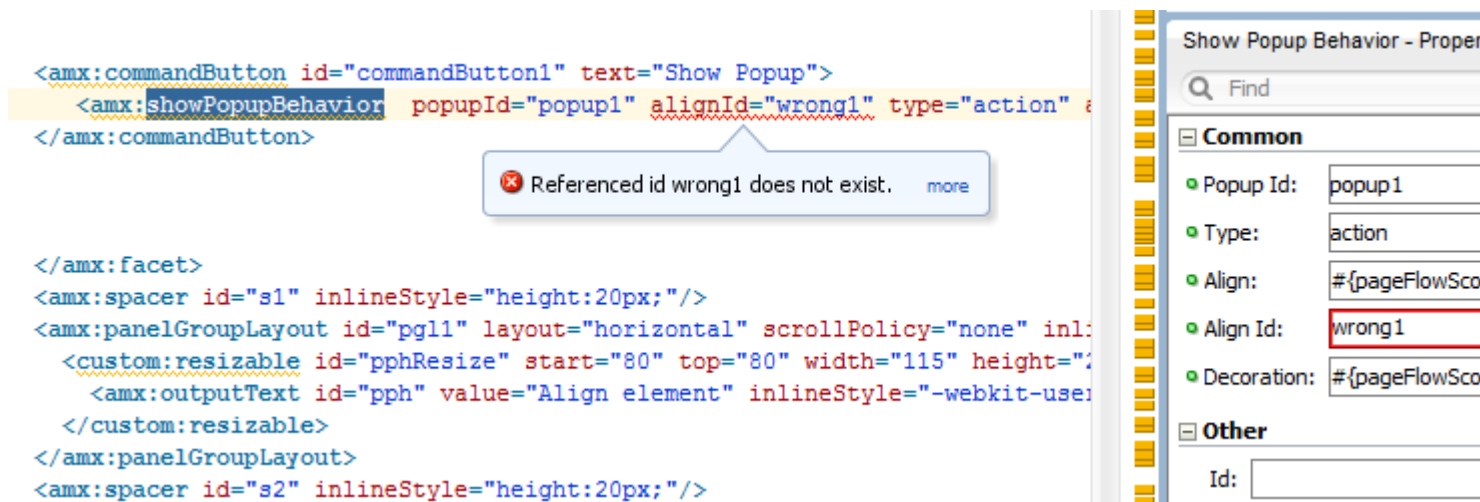 <amx:commandButton id="commandButton1" text="Show Popup">
<amx:showPopupBehavior popupId="popup1" alignId="wrong1" type="action"
</amx:commandButton>
Referenced id wrong1 does not exist. more
</amx:facet>
<amx:spacer id="s1" inlineStyle="height:20px;"/>
<amx:panelGroupLayout id="pgl1" layout="horizontal" scrollPolicy="none"
<custom:resizable id="pphResize" start="80" top="80" width="115" height="
<amx:outputText id="pph" value="Align element" inlineStyle="-webkit-user
</custom:resizable>
</amx:panelGroupLayout>
<amx:spacer id="s2" inlineStyle="height:20px;"/>
Show Popup Behavior - Proper
Find
Common
Popup Id: popup1
Type: action
Align: #{pageFlowSco
Align Id: wrong1
Decoration: #{pageFlowSco
Other
Id: